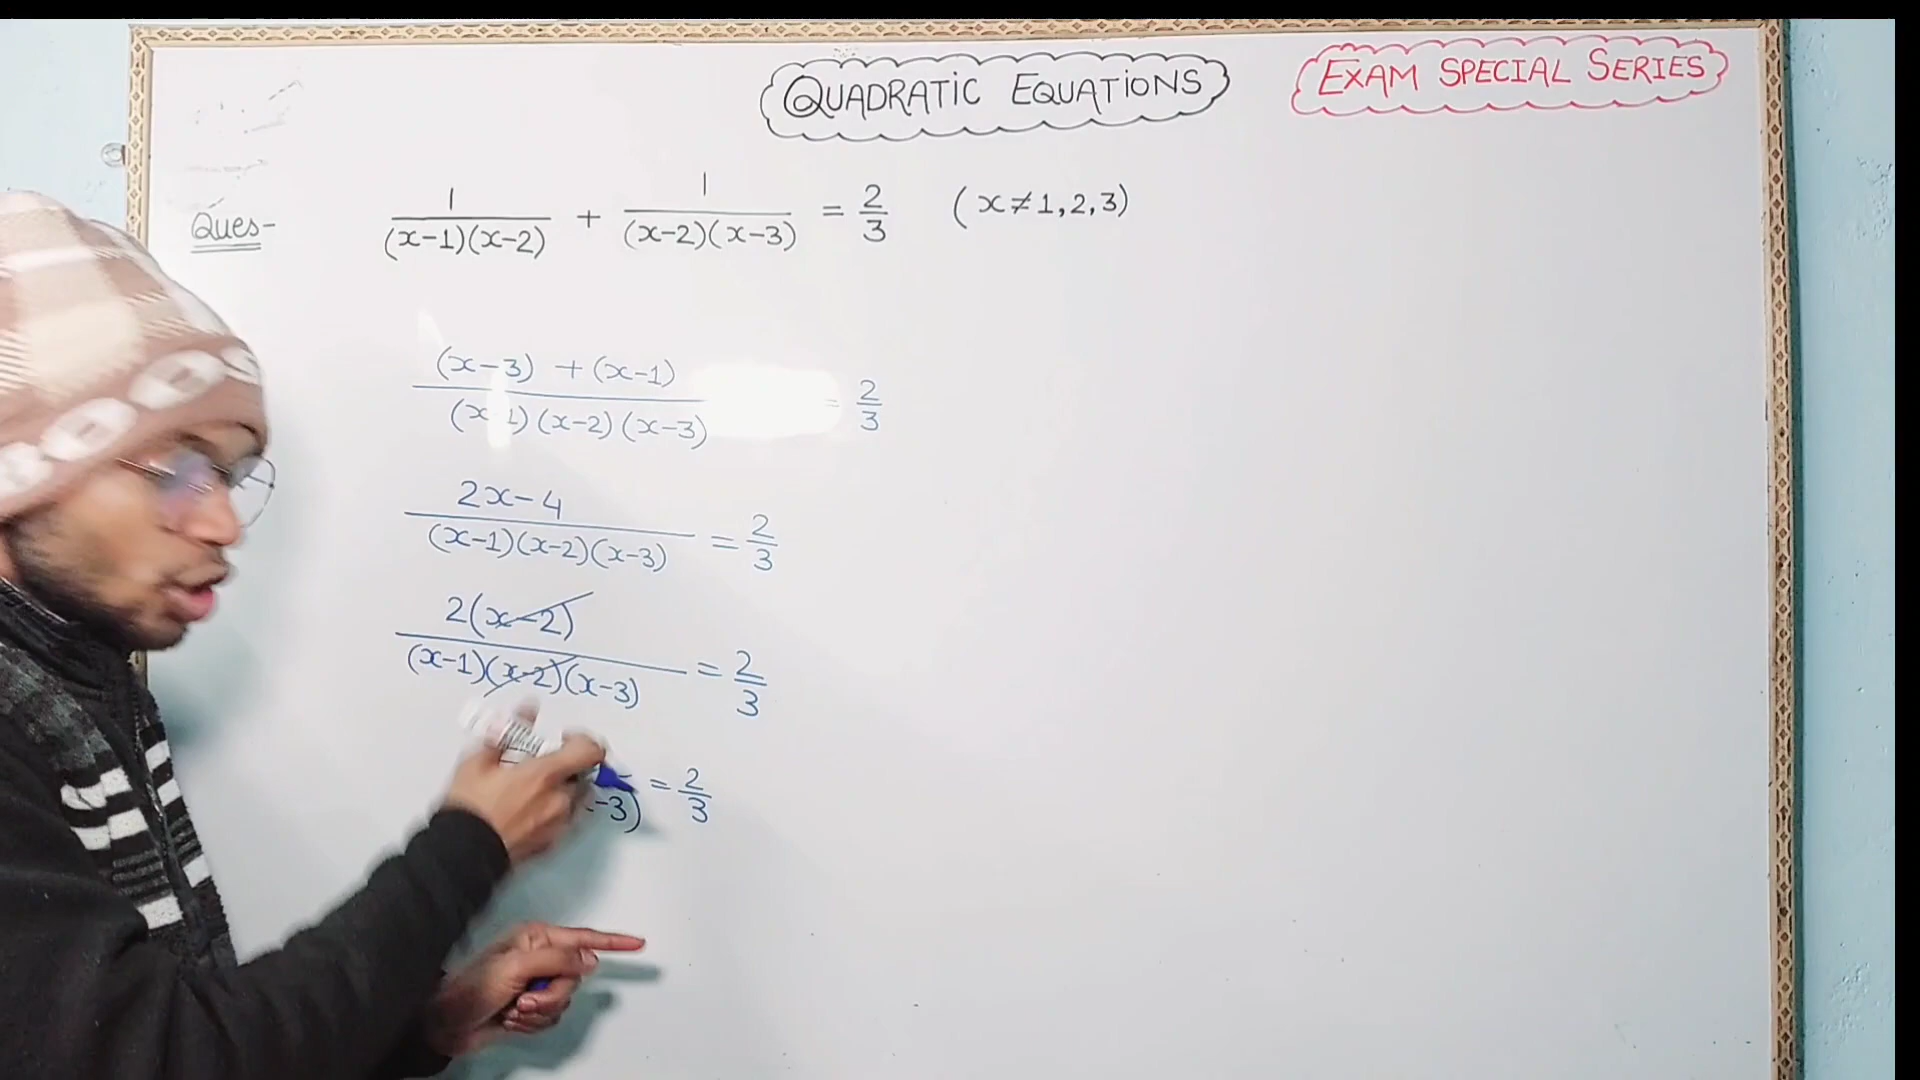 QUADRATIC EQUATIONS
EXAM SPECIAL SERIES
Ques- 1/(x-1)(x-2) + 1/(x-2)(x-3) = 2/3 (x≠1,2,3)
(x-3) + (x-1)/(x-1)(x-2)(x-3) = 2/3
2x-4/(x-1)(x-2)(x-3) = 2/3
2(x-2)/(x-1)(x-2)(x-3) = 2/3
-3) = 2/3